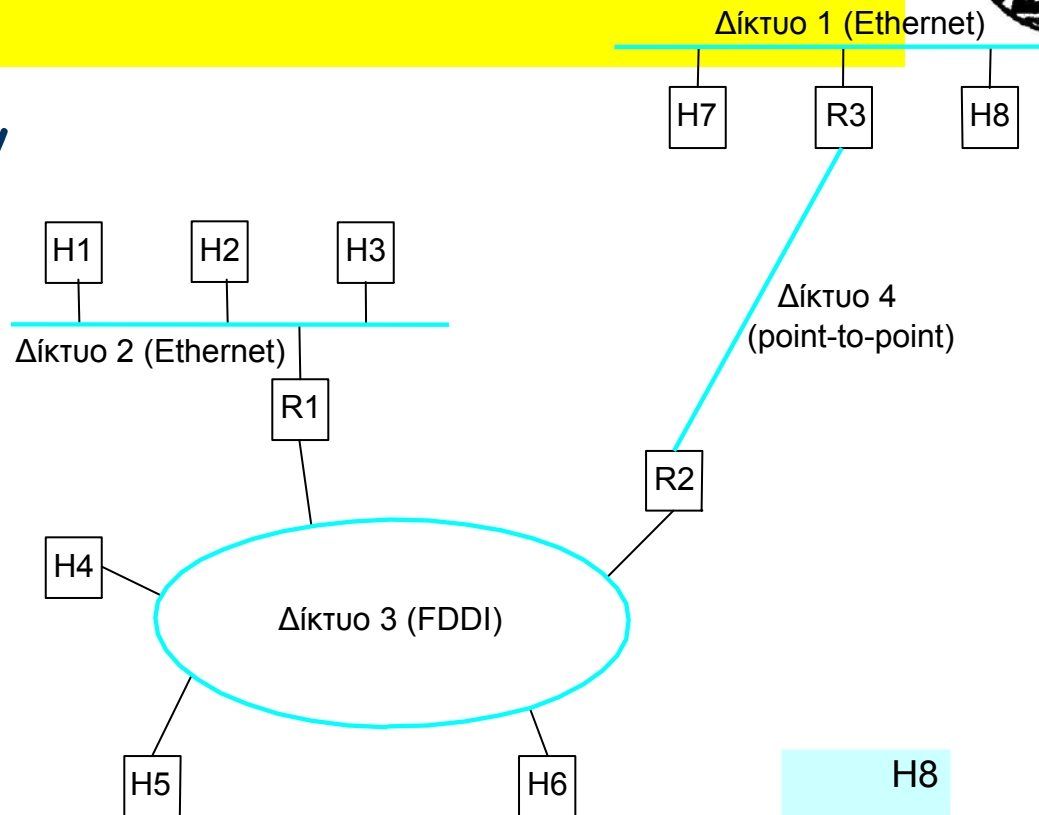 Δίκτυο 1 (Ethernet)
H7
R3
H8
H1
H2
H3
Δίκτυο 2 (Ethernet)
R1
Δίκτυο 4
(point-to-point)
R2
H4
Δίκτυο 3 (FDDI)
H5
H6
H8